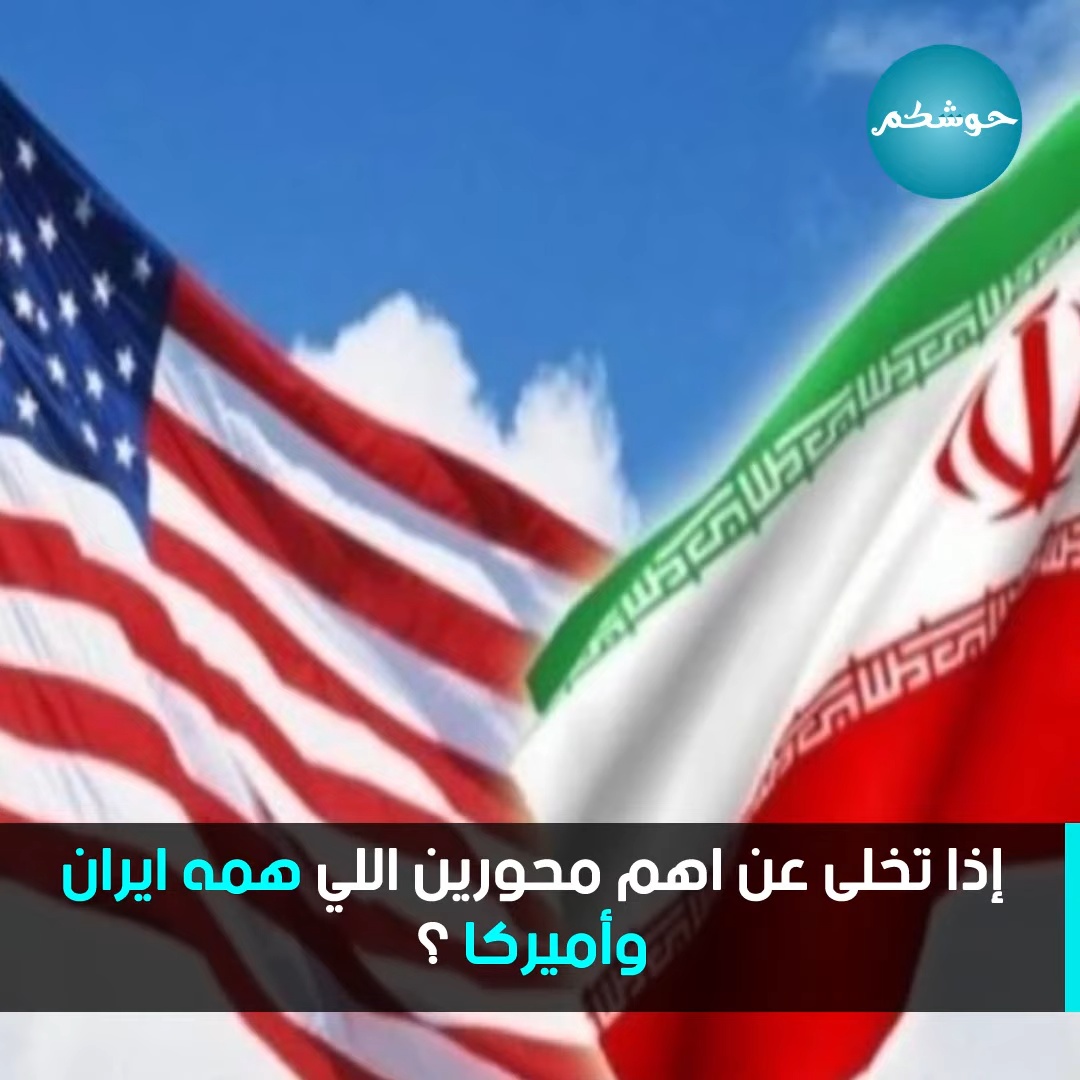 حوشكم
إذا تخلى عن اهم محورين اللي همه ايران
وأميركا ؟